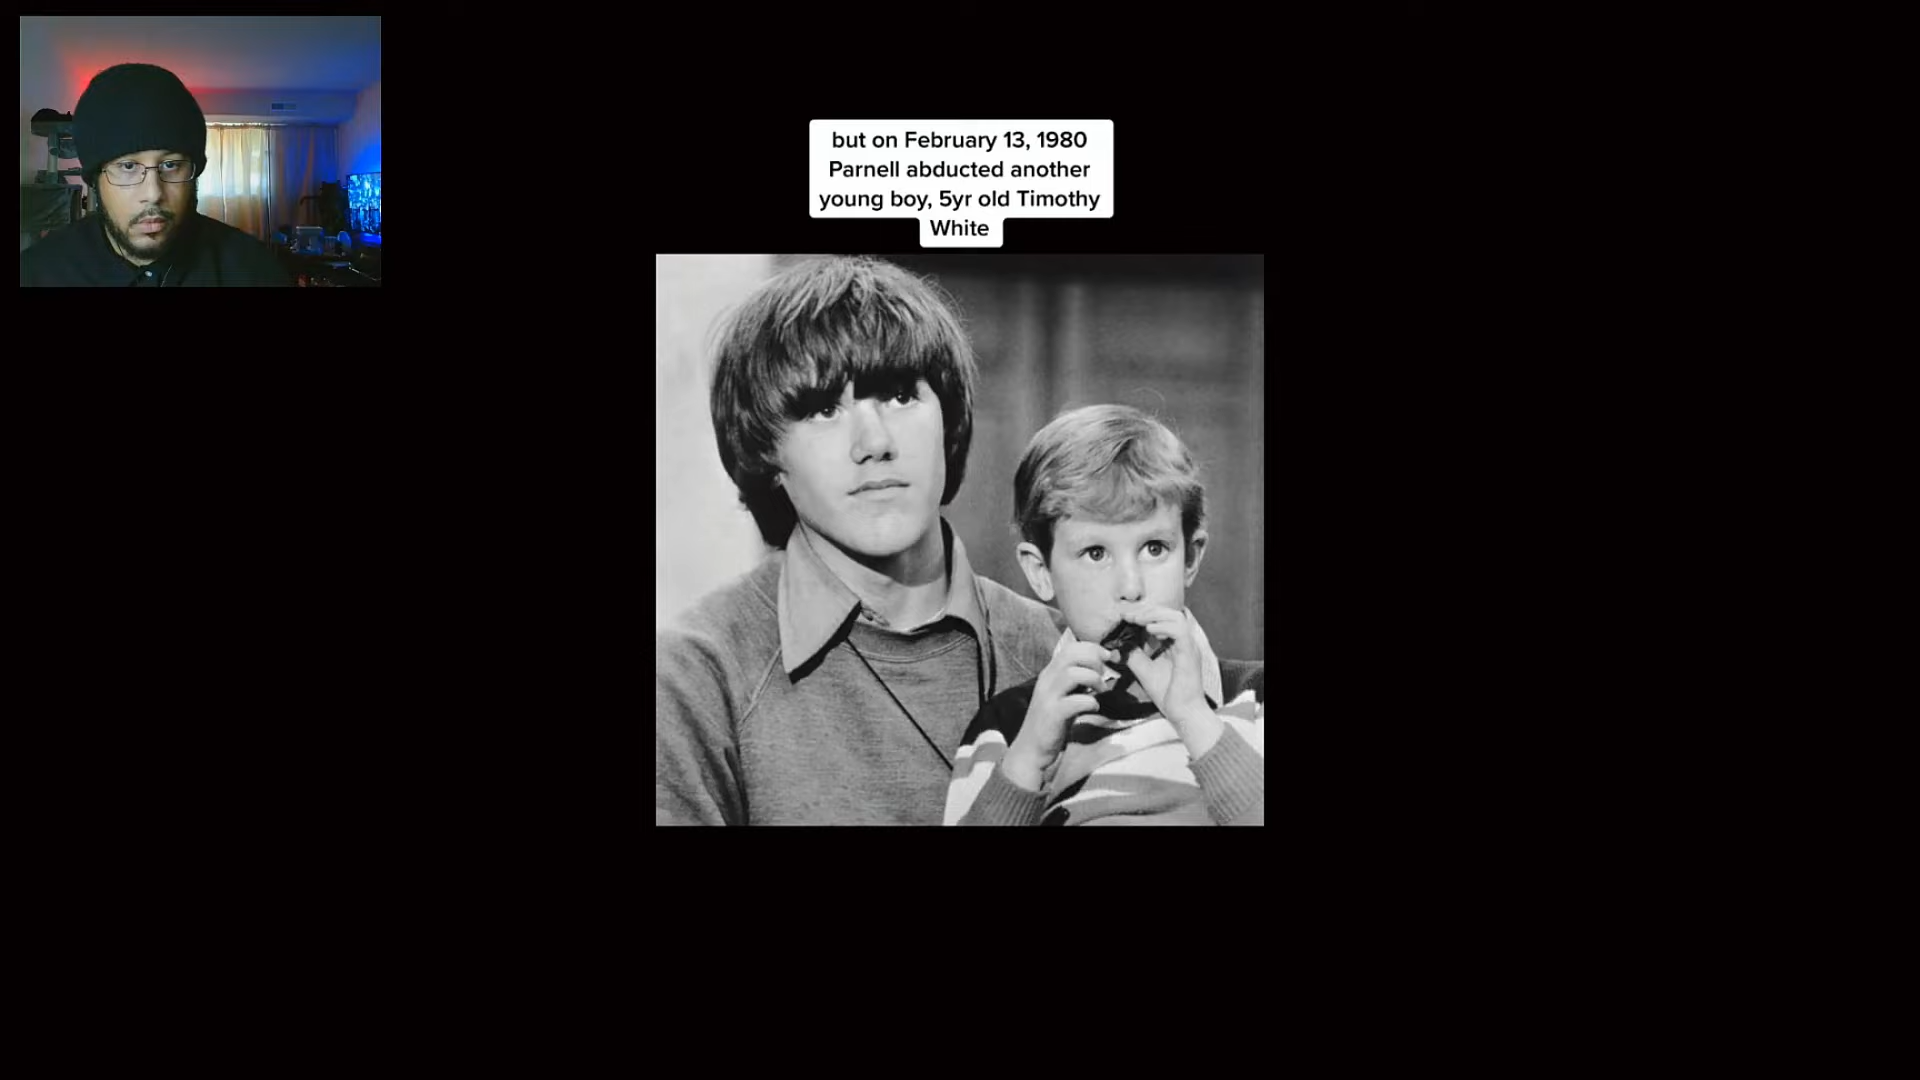 but on February 13, 1980
Parnell abducted another
young boy, 5yr old Timothy
White